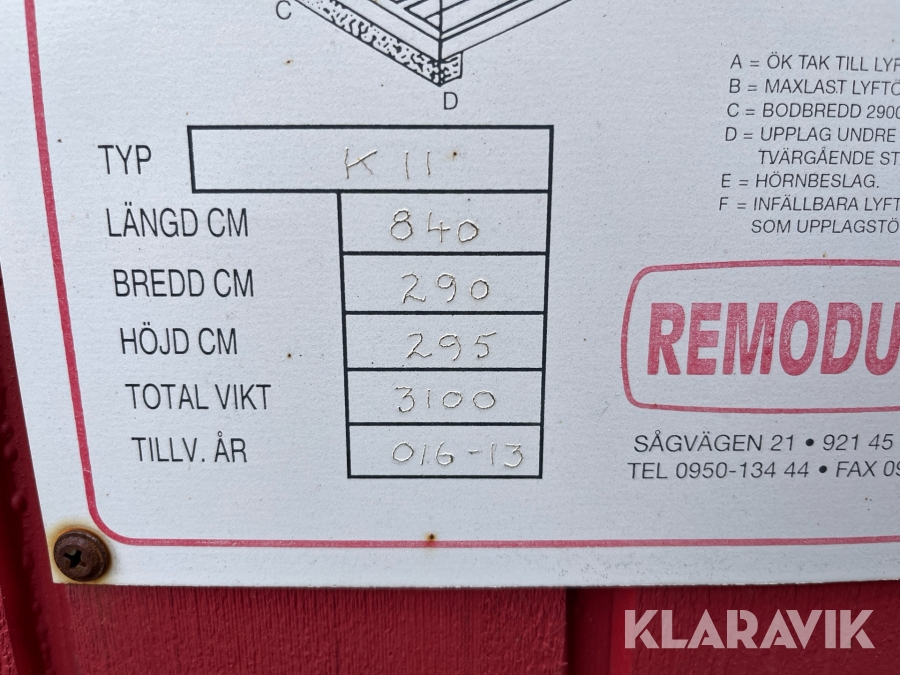 C
D
A = ÖK TAK TILL LYF
B = MAXLAST LYFTÖ
C = BODBREDD 2900
D = UPPLAG UNDRE
TVÄRGÅENDE ST
E = HÖRNBESLAG.
F = INFÄLLBARA LYFT
SOM UPPLAGSTÖ
TYP K 11
LÄNGD CM 840
BREDD CM 290
HÖJD CM 295
TOTAL VIKT 3100
TILLV. ÅR 016-13
REMODU
SÅGVÄGEN 21 • 921 45
TEL 0950-134 44 • FAX 09
KLARAVIK